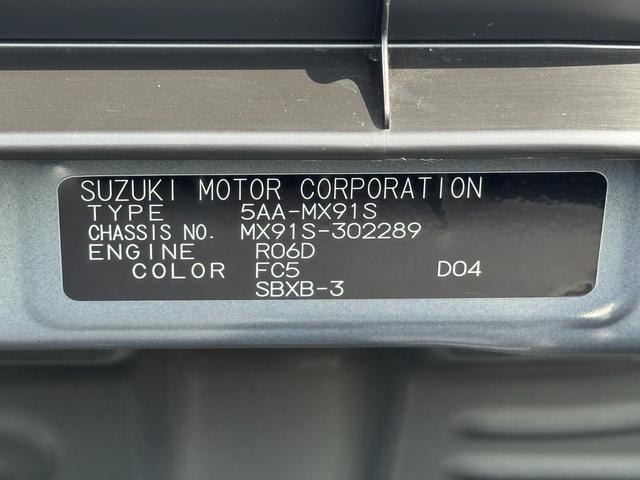 SUZUKI MOTOR CORPORATION
TYPE 5AA-MX91S
CHASSIS NO. MX91S-302289
ENGINE R06D
COLOR FC5 D04
SBXB-3